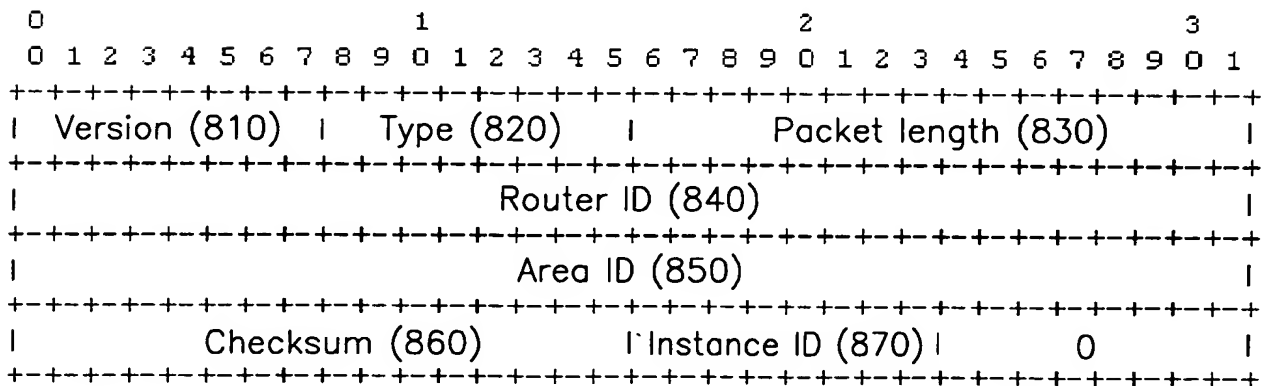 0 1 2 3
0 1 2 3 4 5 6 7 8 9 0 1 2 3 4 5 6 7 8 9 0 1 2 3 4 5 6 7 8 9 0 1
+-+-+-+-+-+-+-+-+-+-+-+-+-+-+-+-+-+-+-+-+-+-+-+-+-+-+-+-+-+-+-+-+
| Version (810) | Type (820) | Packet length (830) |
+-+-+-+-+-+-+-+-+-+-+-+-+-+-+-+-+-+-+-+-+-+-+-+-+-+-+-+-+-+-+-+-+
| Router ID (840) |
+-+-+-+-+-+-+-+-+-+-+-+-+-+-+-+-+-+-+-+-+-+-+-+-+-+-+-+-+-+-+-+-+
| Area ID (850) |
+-+-+-+-+-+-+-+-+-+-+-+-+-+-+-+-+-+-+-+-+-+-+-+-+-+-+-+-+-+-+-+-+
| Checksum (860) | Instance ID (870) | 0 |
+-+-+-+-+-+-+-+-+-+-+-+-+-+-+-+-+-+-+-+-+-+-+-+-+-+-+-+-+-+-+-+-+